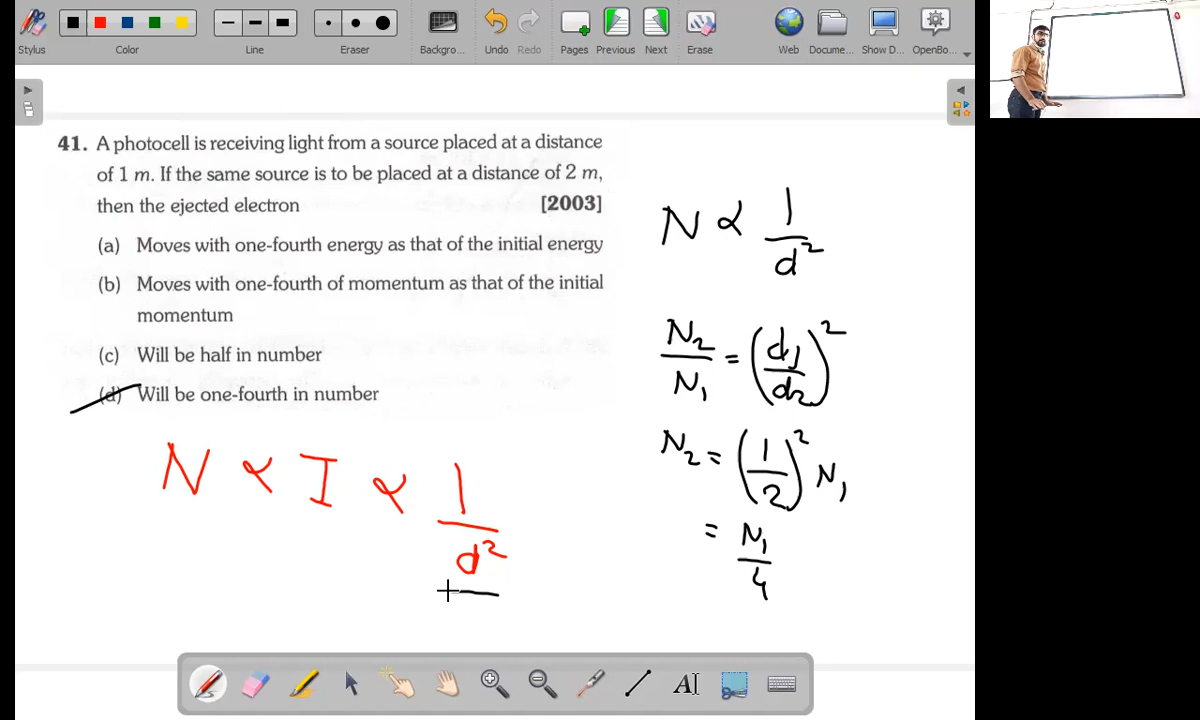 Stylus
Color
Line
Eraser
Backgro...
Undo
Redo
Pages
Previous
Next
Erase
Web
Docume...
Show D...
OpenBo...
41. A photocell is receiving light from a source placed at a distance
of 1 m. If the same source is to be placed at a distance of 2 m,
then the ejected electron [2003]
(a) Moves with one-fourth energy as that of the initial energy
(b) Moves with one-fourth of momentum as that of the initial
momentum
(c) Will be half in number
(d) Will be one-fourth in number
N ∝ I ∝ 1/d²
N ∝ 1/d²
N₂/N₁ = (d₁/d₂)²
N₂ = (1/2)² N₁
= N₁/4
AI